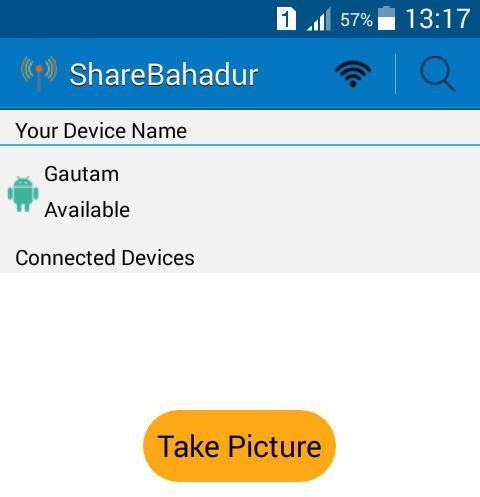 1 57% 13:17
ShareBahadur
Your Device Name
Gautam
Available
Connected Devices
Take Picture